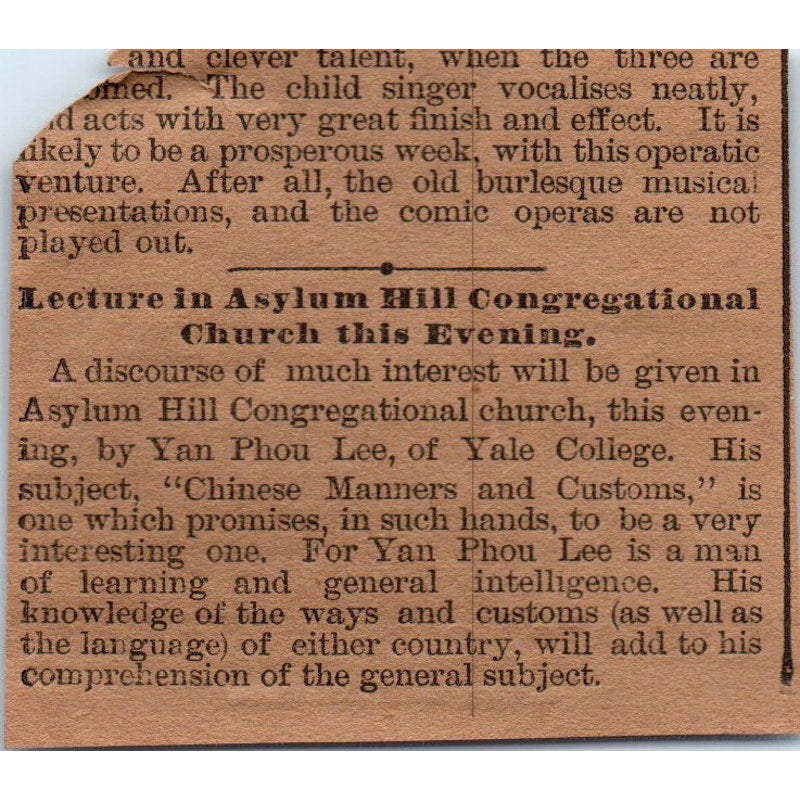 and clever talent, when the three are
The child singer vocalises neatly,
acts with very great finish and effect. It is
likely to be a prosperous week, with this operatic
venture. After all, the old burlesque musical
presentations, and the comic operas are not
played out.
Lecture in Asylum Hill Congregational
Church this Evening.
A discourse of much interest will be given in
Asylum Hill Congregational church, this even-
ing, by Yan Phou Lee, of Yale College. His
subject, "Chinese Manners and Customs," is
one which promises, in such hands, to be a very
interesting one. For Yan Phou Lee is a man
of learning and general intelligence. His
knowledge of the ways and customs (as well as
the language) of either country, will add to his
comprehension of the general subject.